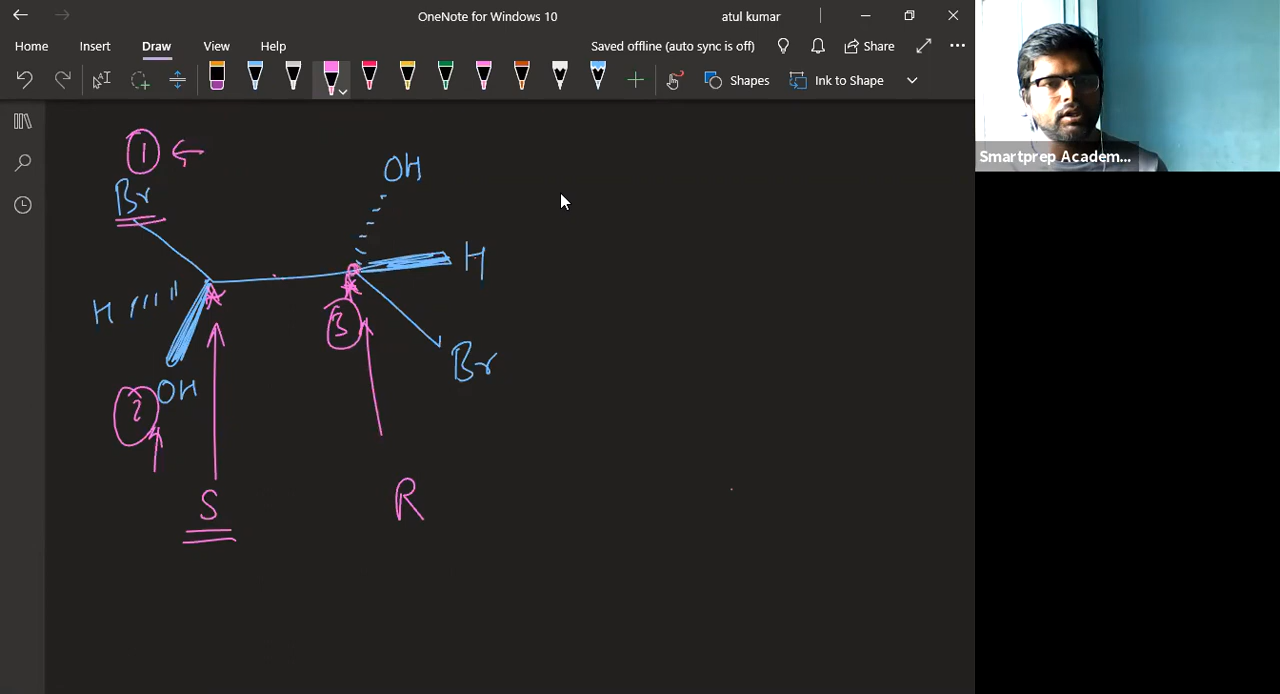 OneNote for Windows 10
atul kumar
Home Insert Draw View Help
Saved offline (auto sync is off)
Share
Shapes
Ink to Shape
Smartprep Academ...
1
Br
OH
H
H
3
Br
OH
2
S
R